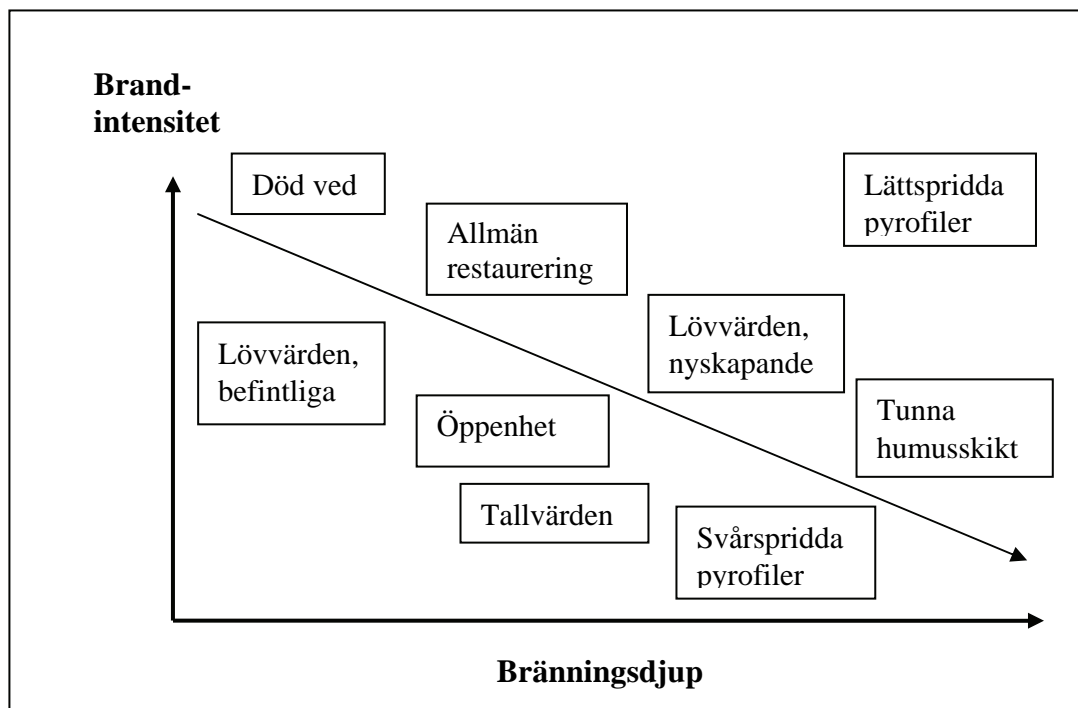 Brand-
intensitet
Död ved
Lättspridda
pyrofiler
Allmän
restaurering
Lövvärden,
nyskapande
Lövvärden,
befintliga
Öppenhet
Tunna
humusskikt
Tallvärden
Svårspridda
pyrofiler
Bränningsdjup